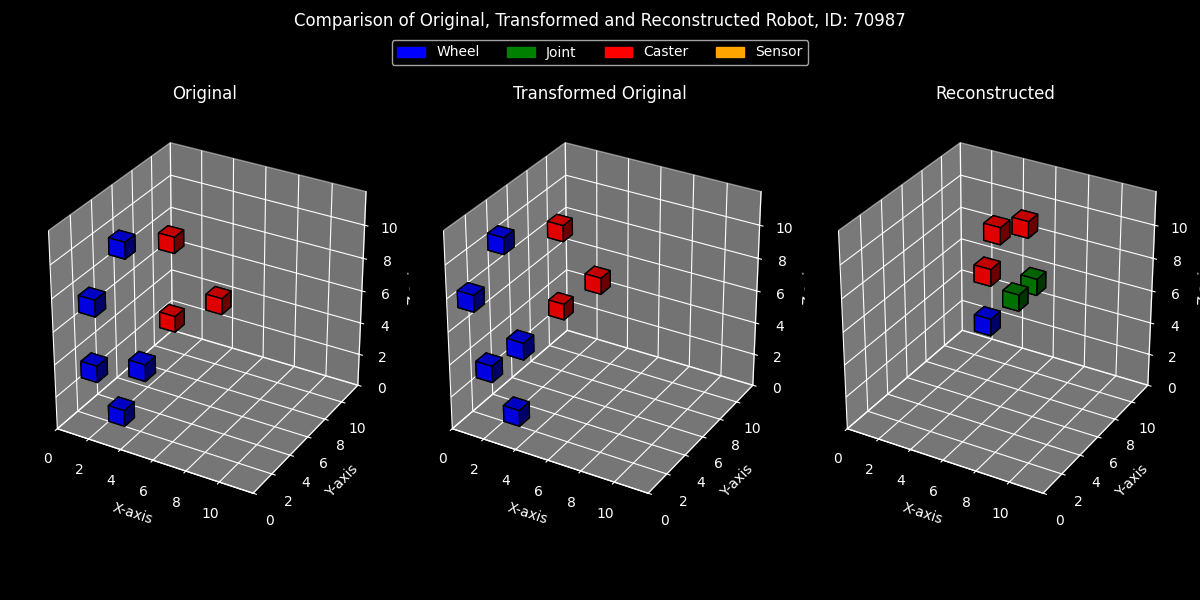 Comparison of Original, Transformed and Reconstructed Robot, ID: 70987
Wheel Joint Caster Sensor
Original Transformed Original Reconstructed
10 8 6 4 2 0
0 2 4 6 8 10
X-axis
0 2 4 6 8 10
Y-axis
10 8 6 4 2 0
0 2 4 6 8 10
X-axis
0 2 4 6 8 10
Y-axis
10 8 6 4 2 0
0 2 4 6 8 10
X-axis
0 2 4 6 8 10
Y-axis